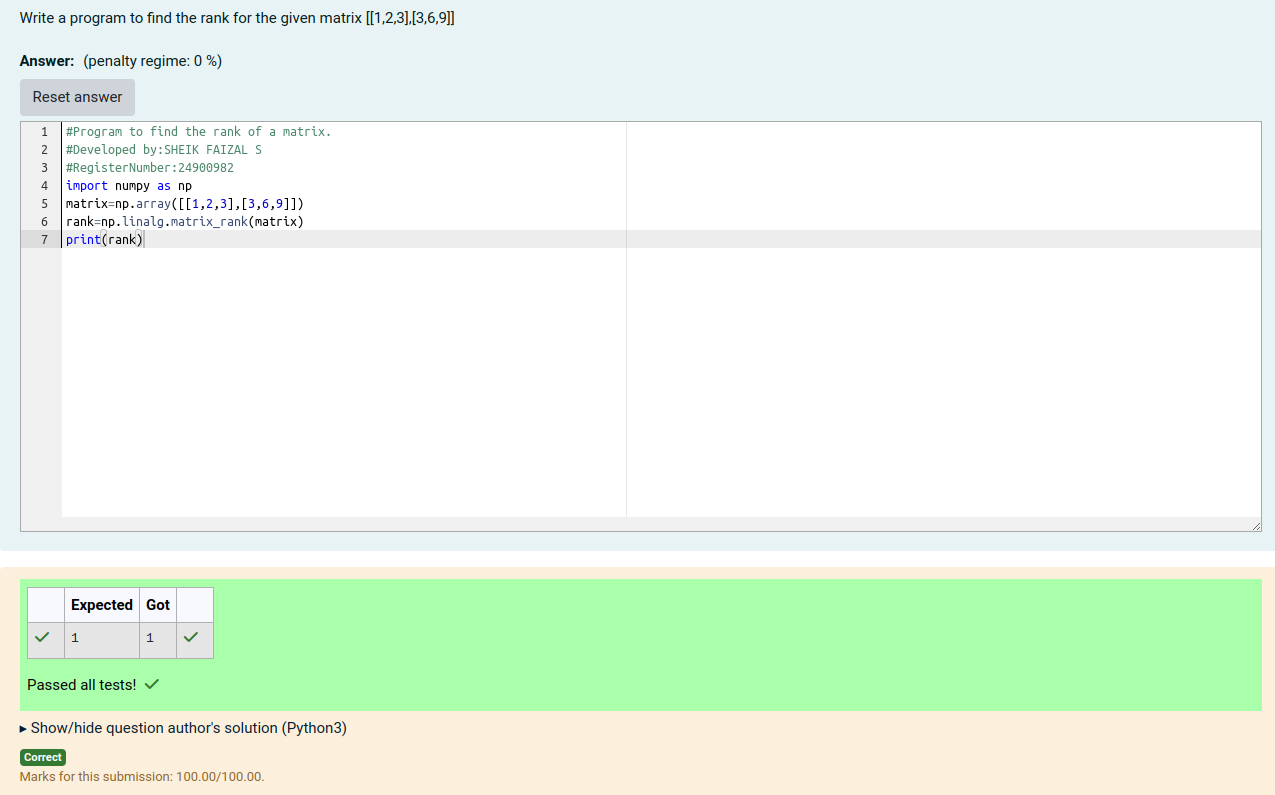 Write a program to find the rank for the given matrix [[1,2,3],[3,6,9]]
Answer: (penalty regime: 0 %)
Reset answer
1 #Program to find the rank of a matrix.
2 #Developed by:SHEIK FAIZAL S
3 #RegisterNumber:24900982
4 import numpy as np
5 matrix=np.array([[1,2,3],[3,6,9]])
6 rank=np.linalg.matrix_rank(matrix)
7 print(rank)
Expected Got
1 1
Passed all tests!
Show/hide question author's solution (Python3)
Correct
Marks for this submission: 100.00/100.00.